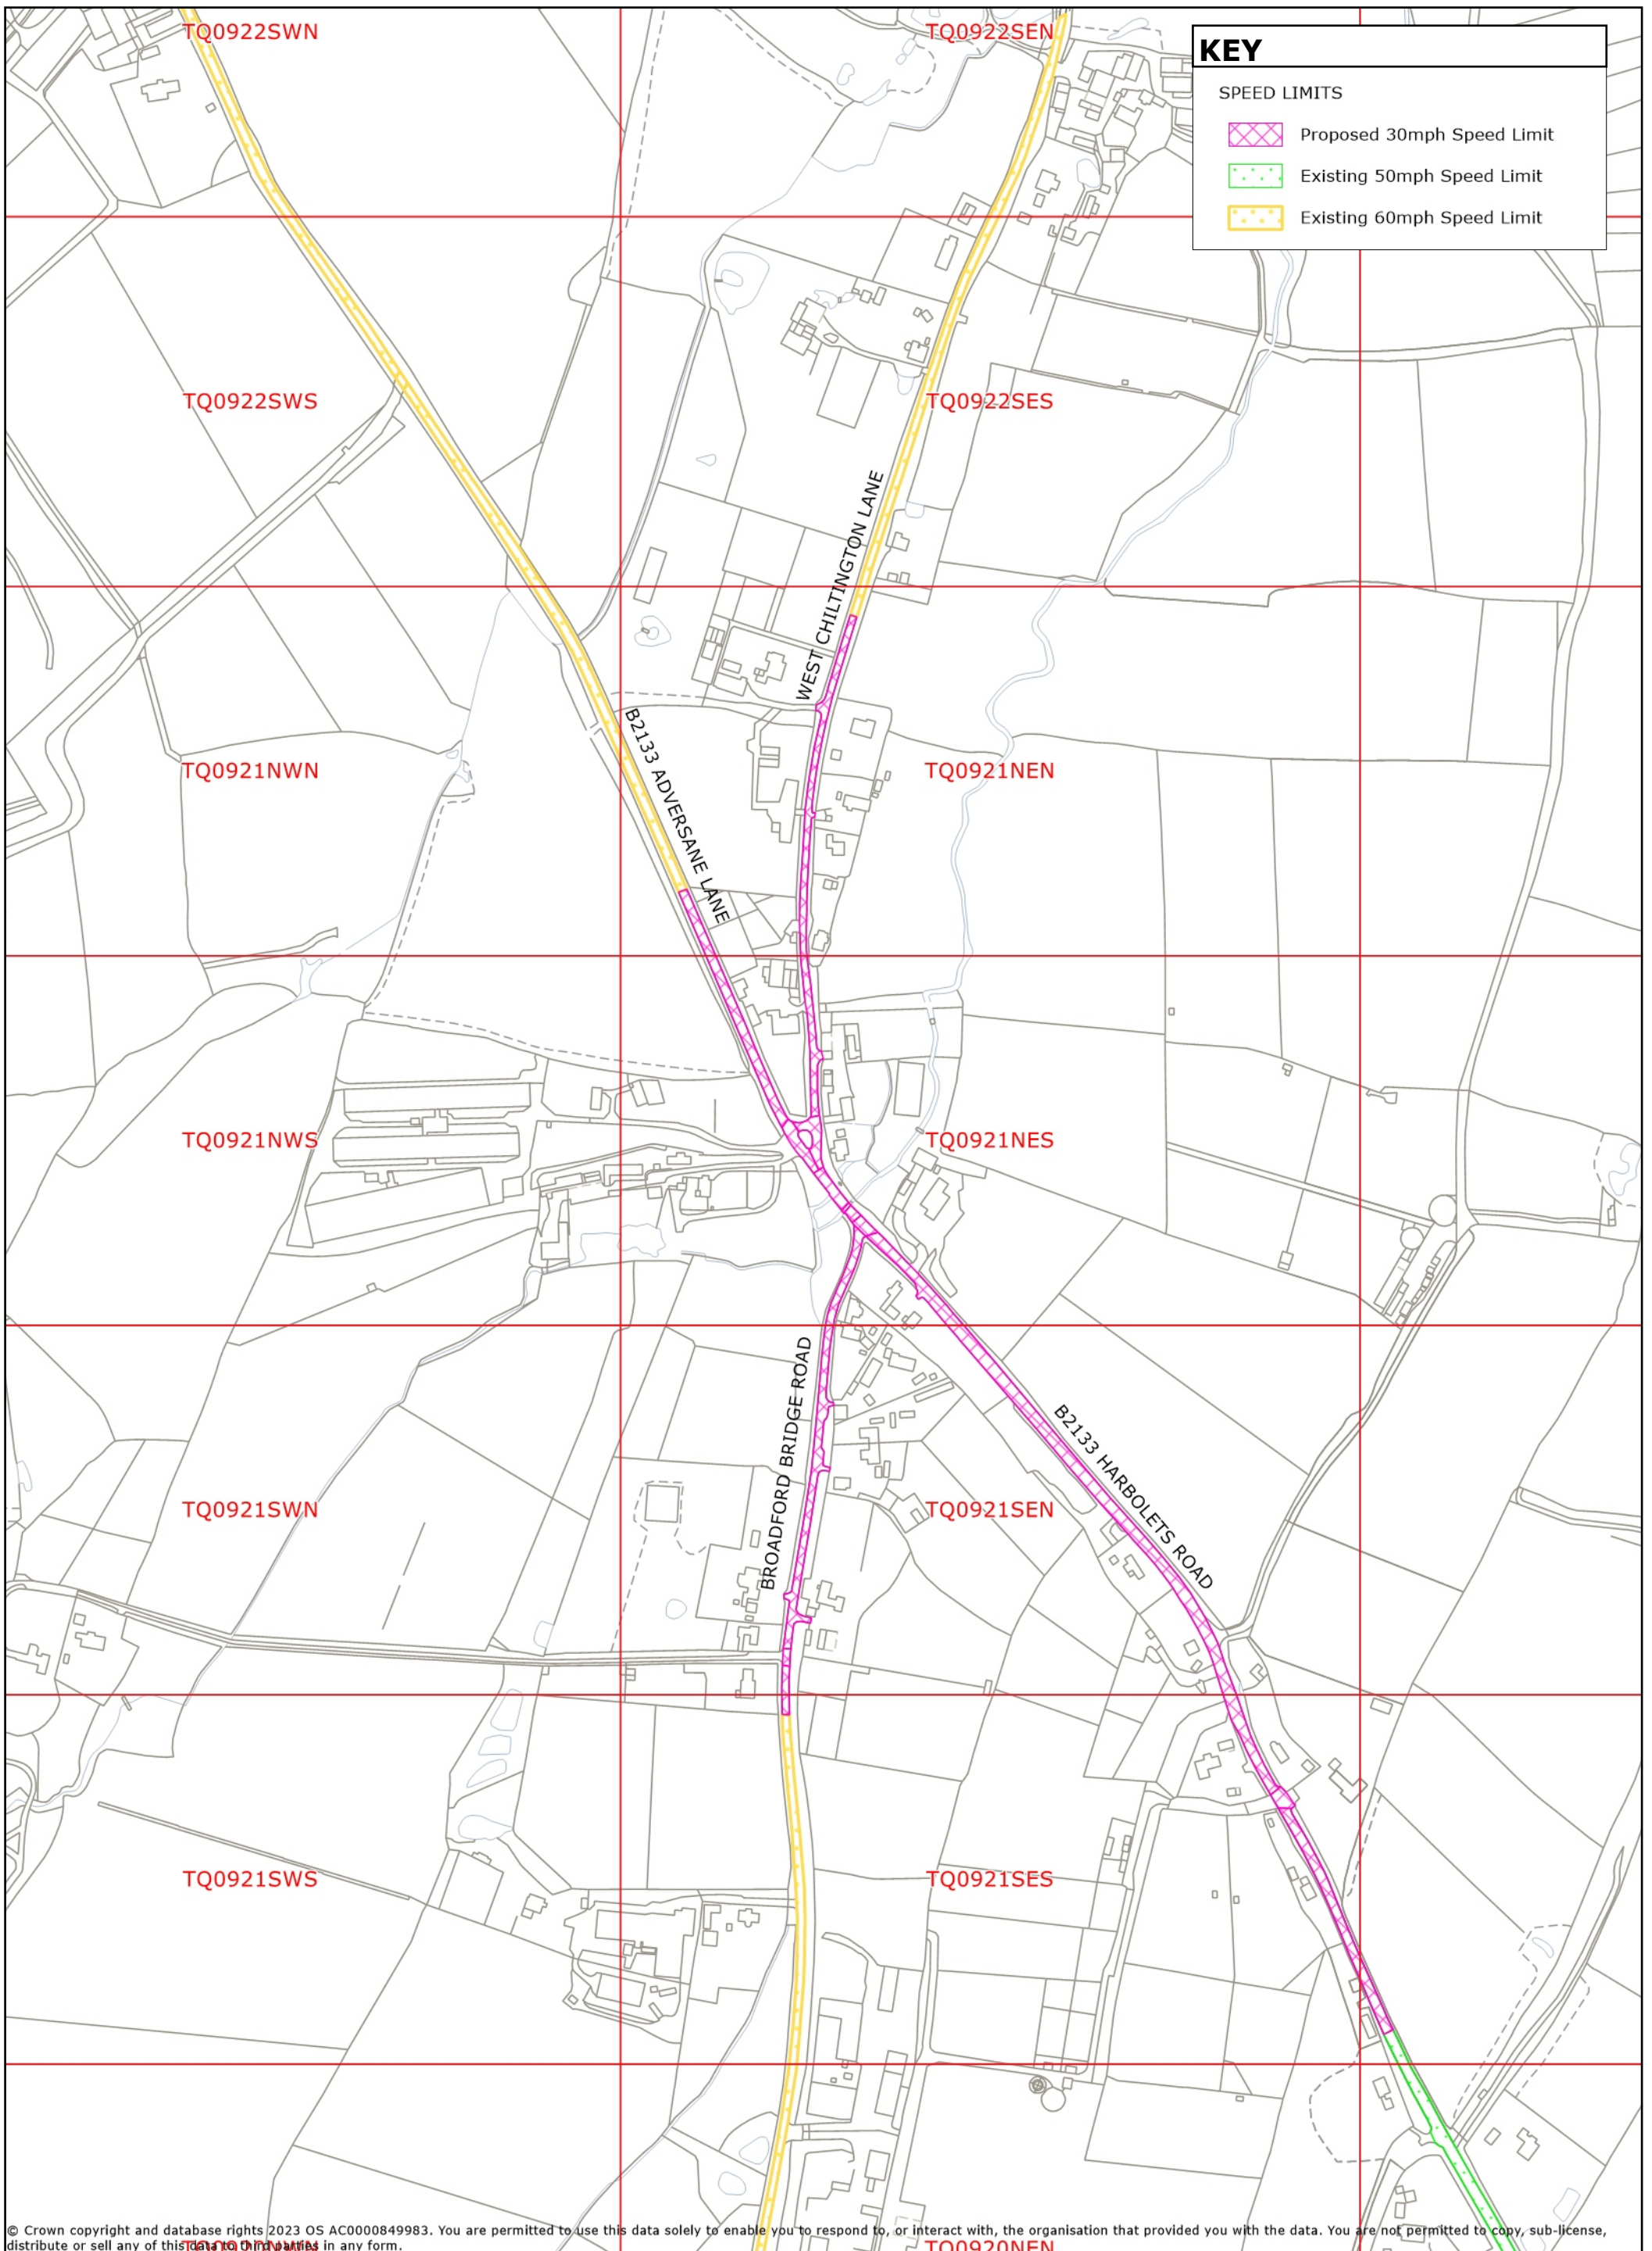 TQ0922SWN
TQ0922SEN
KEY
SPEED LIMITS
Proposed 30mph Speed Limit
Existing 50mph Speed Limit
Existing 60mph Speed Limit
TQ0922SWS
TQ0922SES
WEST CHILTINGTON LANE
B2133 ADVERSANE LANE
TQ0921NWN
TQ0921NEN
TQ0921NWS
TQ0921NES
BROADFORD BRIDGE ROAD
B2133 HARBOLETS ROAD
TQ0921SWN
TQ0921SEN
TQ0921SWS
TQ0921SES
© Crown copyright and database rights 2023 OS AC0000849983. You are permitted to use this data solely to enable you to respond to, or interact with, the organisation that provided you with the data. You are not permitted to copy, sub-license,
distribute or sell any of this data to third parties in any form.
TQ0920NEN